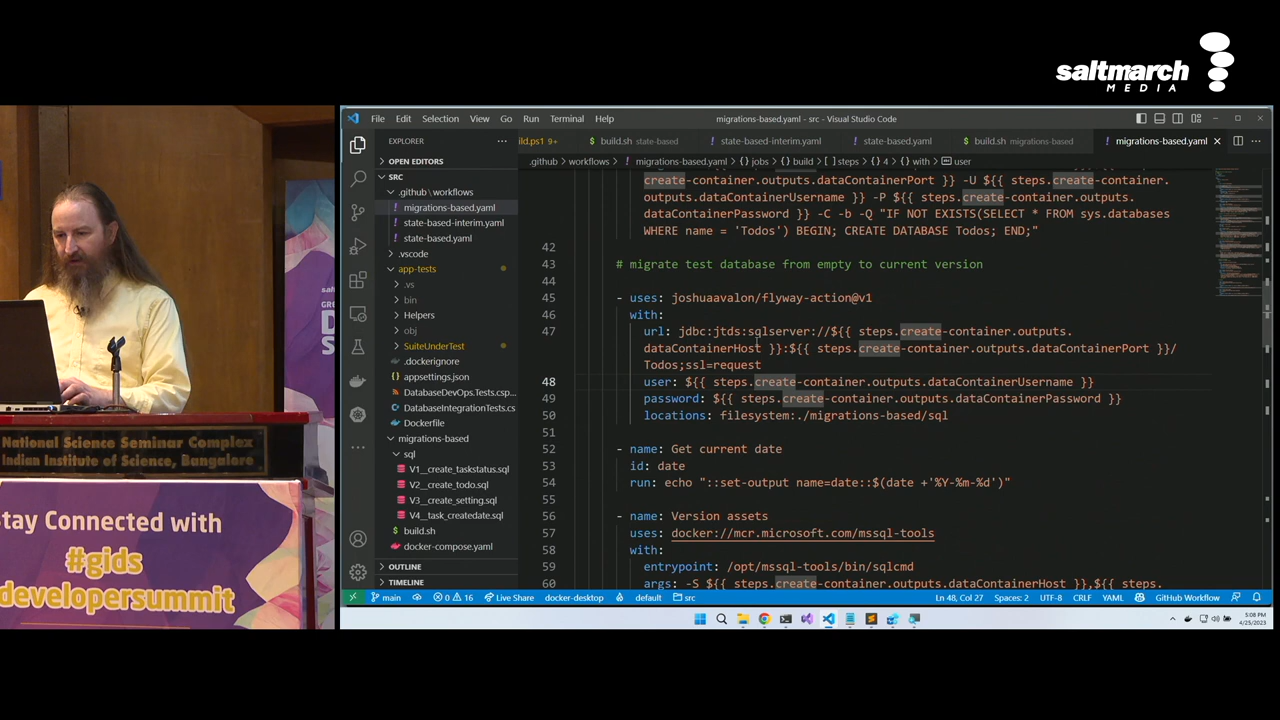 saltmarch
MEDIA
File Edit Selection View Go Run Terminal Help
migrations-based.yaml - src - Visual Studio Code
EXPLORER
OPEN EDITORS
SRC
.github\workflows
migrations-based.yaml
state-based-interim.yaml
state-based.yaml
.vscode
app-tests
.vs
bin
Helpers
obj
SuiteUnderTest
.dockerignore
appsettings.json
DatabaseDevOps.Tests.csp...
DatabaseIntegrationTests.cs
Dockerfile
migrations-based
sql
V1__create_taskstatus.sql
V2__create_todo.sql
V3__create_setting.sql
V4__task_createdate.sql
build.sh
docker-compose.yaml
OUTLINE
TIMELINE
ild.ps1 9+ build.sh state-based state-based-interim.yaml state-based.yaml build.sh migrations-based migrations-based.yaml
.github > workflows > migrations-based.yaml > {} jobs > {} build > [ ] steps > {} 4 > {} with > user
create-container.outputs.dataContainerPort }} -U ${{ steps.create-container.
outputs.dataContainerUsername }} -P ${{ steps.create-container.outputs.
dataContainerPassword }} -C -b -Q "IF NOT EXISTS(SELECT * FROM sys.databases
WHERE name = 'Todos') BEGIN; CREATE DATABASE Todos; END;"
42
43 # migrate test database from empty to current version
44
45 - uses: joshuaavalon/flyway-action@v1
46 with:
47 url: jdbc:jtds:sqlserver://${{ steps.create-container.outputs.
dataContainerHost }}:${{ steps.create-container.outputs.dataContainerPort }}/
Todos;ssl=request
48 user: ${{ steps.create-container.outputs.dataContainerUsername }}
49 password: ${{ steps.create-container.outputs.dataContainerPassword }}
50 locations: filesystem:./migrations-based/sql
51
52 - name: Get current date
53 id: date
54 run: echo "::set-output name=date::$(date +'%Y-%m-%d')"
55
56 - name: Version assets
57 uses: docker://mcr.microsoft.com/mssql-tools
58 with:
59 entrypoint: /opt/mssql-tools/bin/sqlcmd
60 args: -S ${{ steps.create-container.outputs.dataContainerHost }},${{ steps.
main 0 16 Live Share docker-desktop default src Ln 48, Col 27 Spaces: 2 UTF-8 CRLF YAML GitHub Workflow
5:08 PM
4/25/2023
National Science Seminar Complex
Indian Institute of Science, Bangalore
Stay Connected with
#gids
developersummit